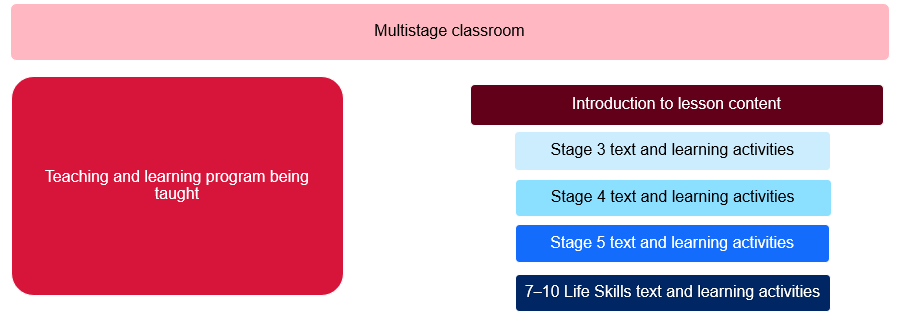 Multistage classroom
Teaching and learning program being
taught
Introduction to lesson content
Stage 3 text and learning activities
Stage 4 text and learning activities
Stage 5 text and learning activities
7–10 Life Skills text and learning activities